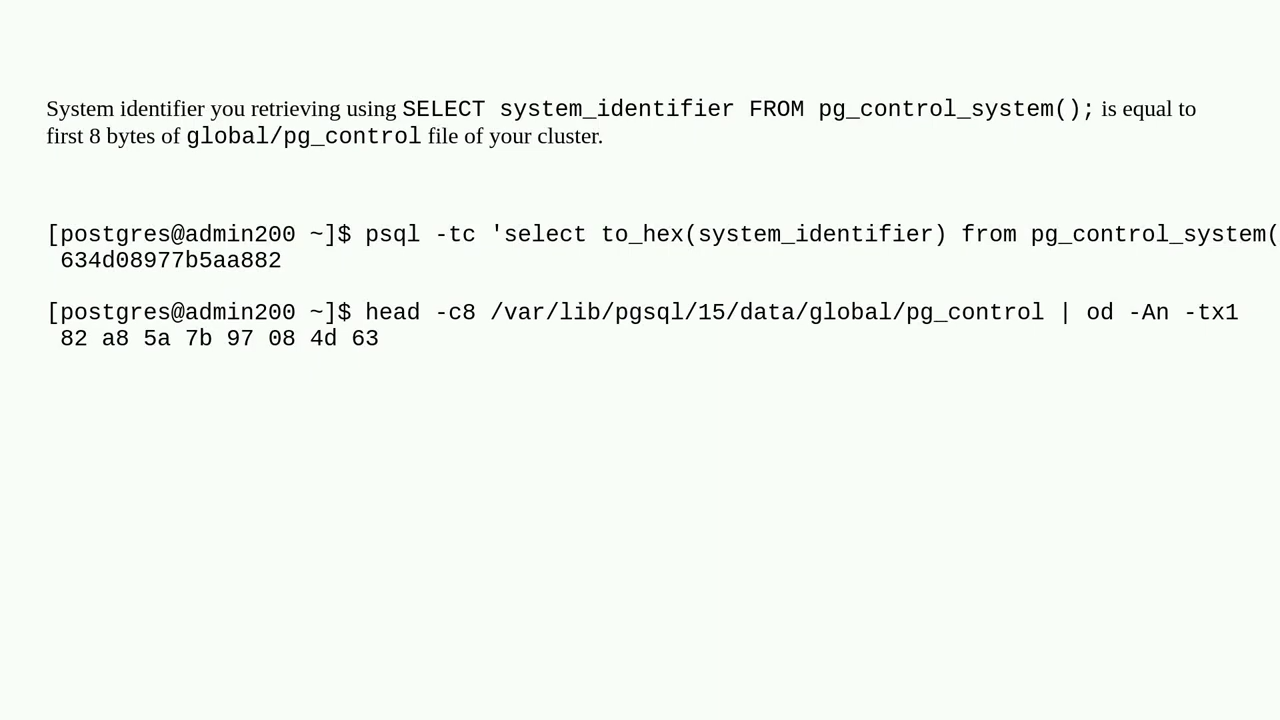 System identifier you retrieving using SELECT system_identifier FROM pg_control_system(); is equal to
first 8 bytes of global/pg_control file of your cluster.
[postgres@admin200 ~]$ psql -tc 'select to_hex(system_identifier) from pg_control_system(
634d08977b5aa882
[postgres@admin200 ~]$ head -c8 /var/lib/pgsql/15/data/global/pg_control | od -An -tx1
82 a8 5a 7b 97 08 4d 63